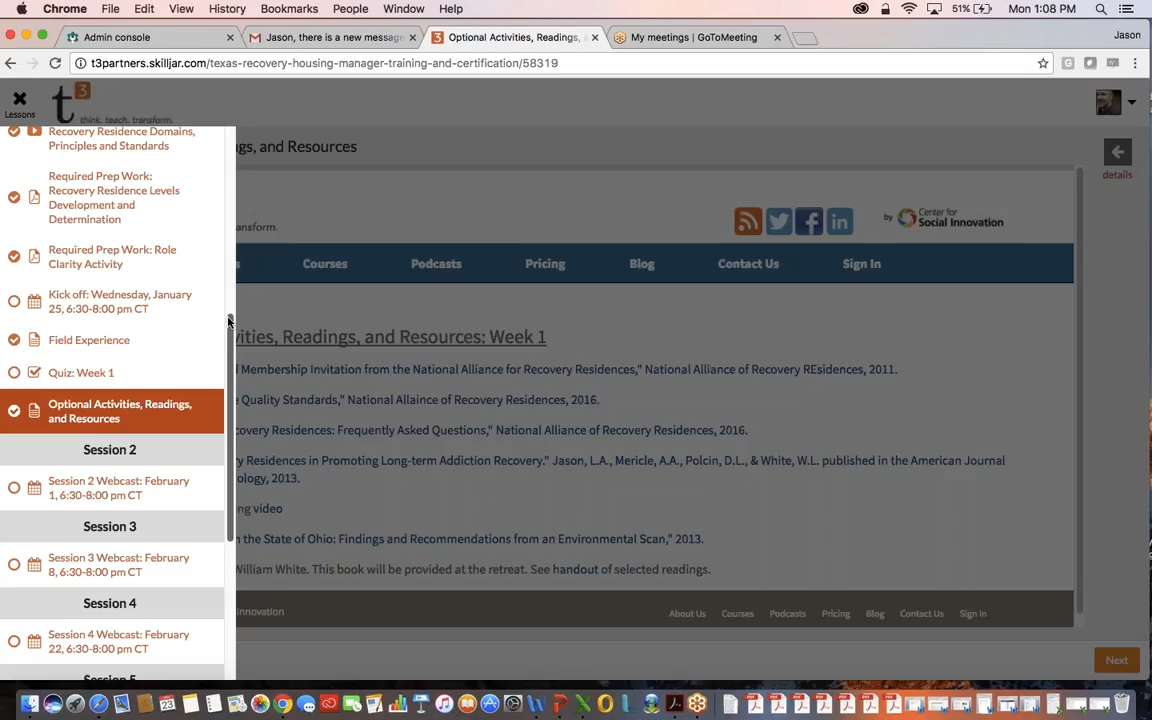 Chrome File Edit View History Bookmarks People Window Help 51% Mon 1:08 PM
Admin console Jason, there is a new message Optional Activities, Readings, My meetings | GoToMeeting Jason
t3partners.skilljar.com/texas-recovery-housing-manager-training-and-certification/58319
Lessons
t3
think. teach. transform.
Recovery Residence Domains,
Principles and Standards
Required Prep Work:
Recovery Residence Levels
Development and
Determination
Required Prep Work: Role
Clarity Activity
Kick off: Wednesday, January
25, 6:30-8:00 pm CT
Field Experience
Quiz: Week 1
Optional Activities, Readings,
and Resources
Session 2
Session 2 Webcast: February
1, 6:30-8:00 pm CT
Session 3
Session 3 Webcast: February
8, 6:30-8:00 pm CT
Session 4
Session 4 Webcast: February
22, 6:30-8:00 pm CT
Session 5
gs, and Resources
details
nsform.
by Center for
Social Innovation
s Courses Podcasts Pricing Blog Contact Us Sign In
vities, Readings, and Resources: Week 1
Membership Invitation from the National Alliance for Recovery Residences," National Alliance of Recovery REsidences, 2011.
e Quality Standards," National Allaince of Recovery Residences, 2016.
covery Residences: Frequently Asked Questions," National Alliance of Recovery Residences, 2016.
y Residences in Promoting Long-term Addiction Recovery." Jason, L.A., Mericle, A.A., Polcin, D.L., & White, W.L. published in the American Journal
ology, 2013.
ng video
n the State of Ohio: Findings and Recommendations from an Environmental Scan," 2013.
William White. This book will be provided at the retreat. See handout of selected readings.
Innovation About Us Courses Podcasts Pricing Blog Contact Us Sign In
Next